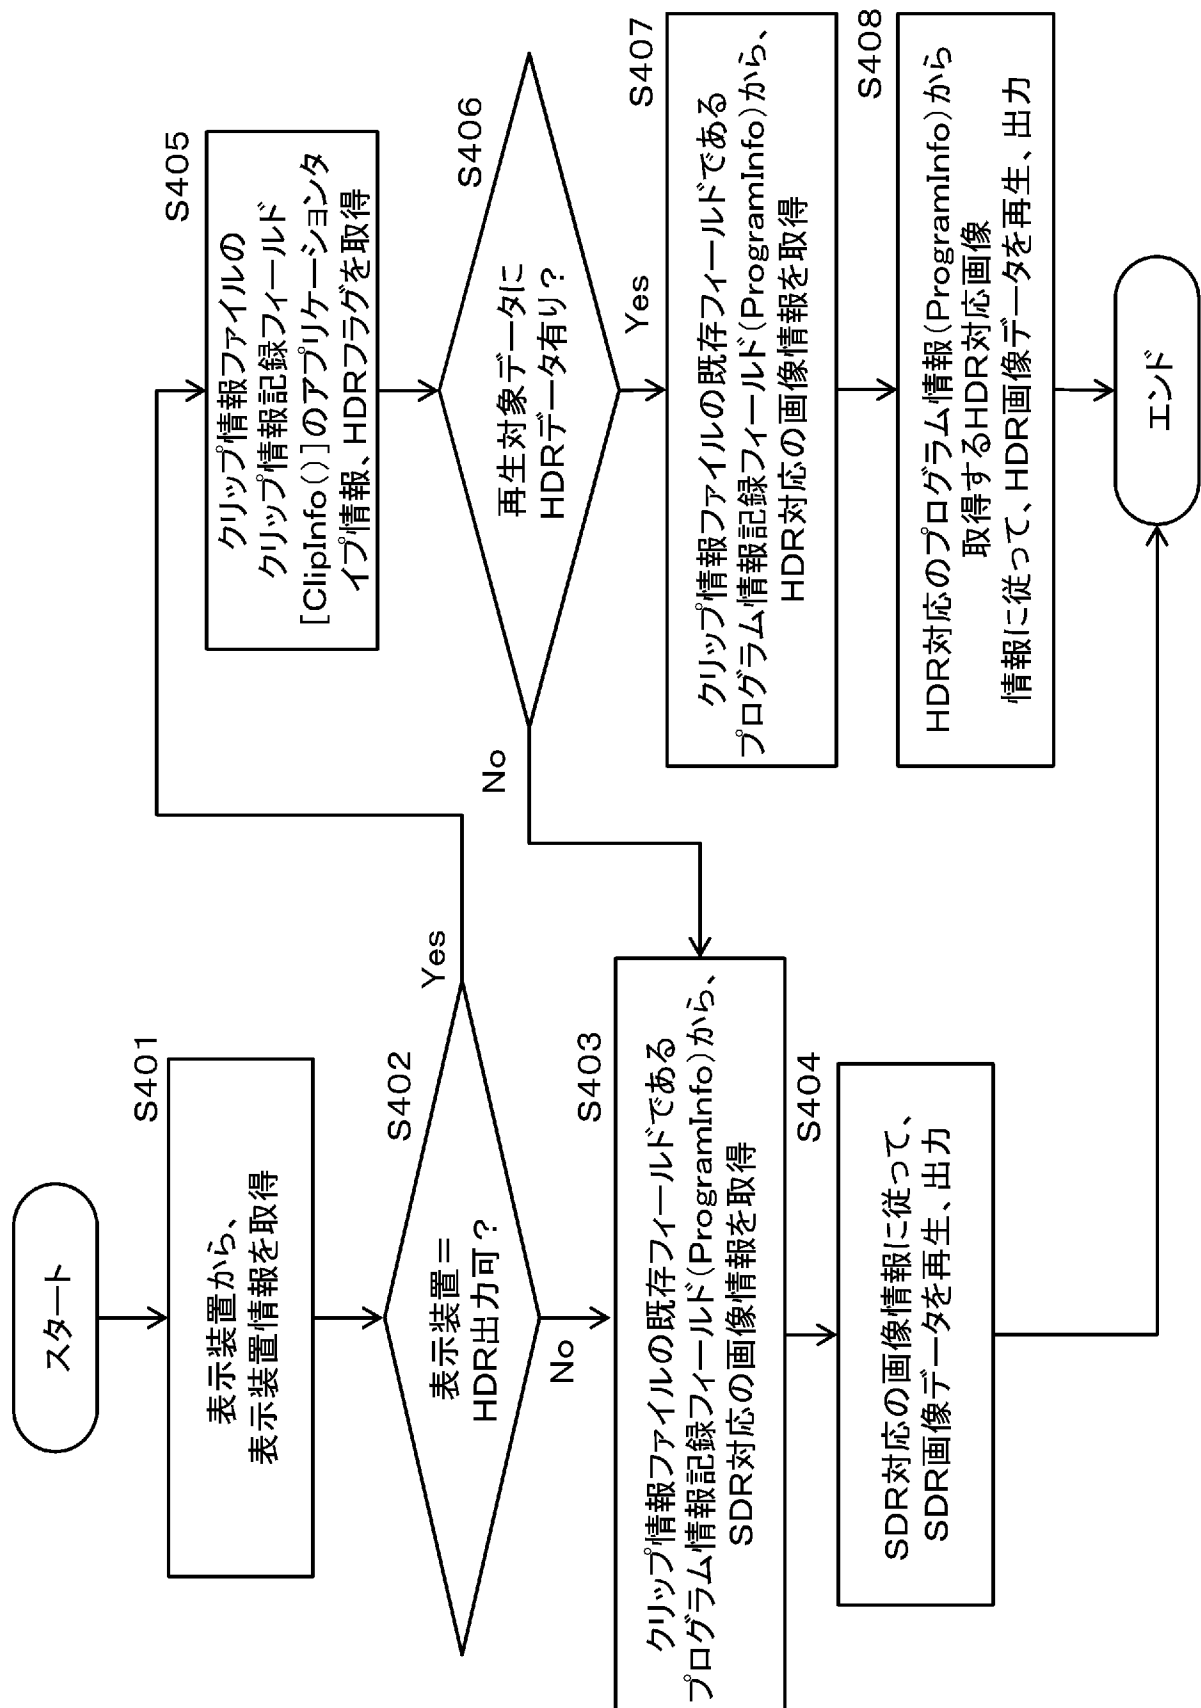 スタート
S401
表示装置から、
表示装置情報を取得
S402
表示装置＝
HDR出力可？
Yes
No
S403
クリップ情報ファイルの既存フィールドである
プログラム情報記録フィールド(ProgramInfo)から、
SDR対応の画像情報を取得
S404
SDR対応の画像情報に従って、
SDR画像データを再生、出力
S405
クリップ情報ファイルの
クリップ情報記録フィールド
[ClipInfo()]のアプリケーションタ
イプ情報、HDRフラグを取得
S406
再生対象データに
HDRデータ有り？
No
Yes
S407
クリップ情報ファイルの既存フィールドである
プログラム情報記録フィールド(ProgramInfo)から、
HDR対応の画像情報を取得
S408
HDR対応のプログラム情報(ProgramInfo)から
取得するHDR対応画像
情報に従って、HDR画像データを再生、出力
エンド